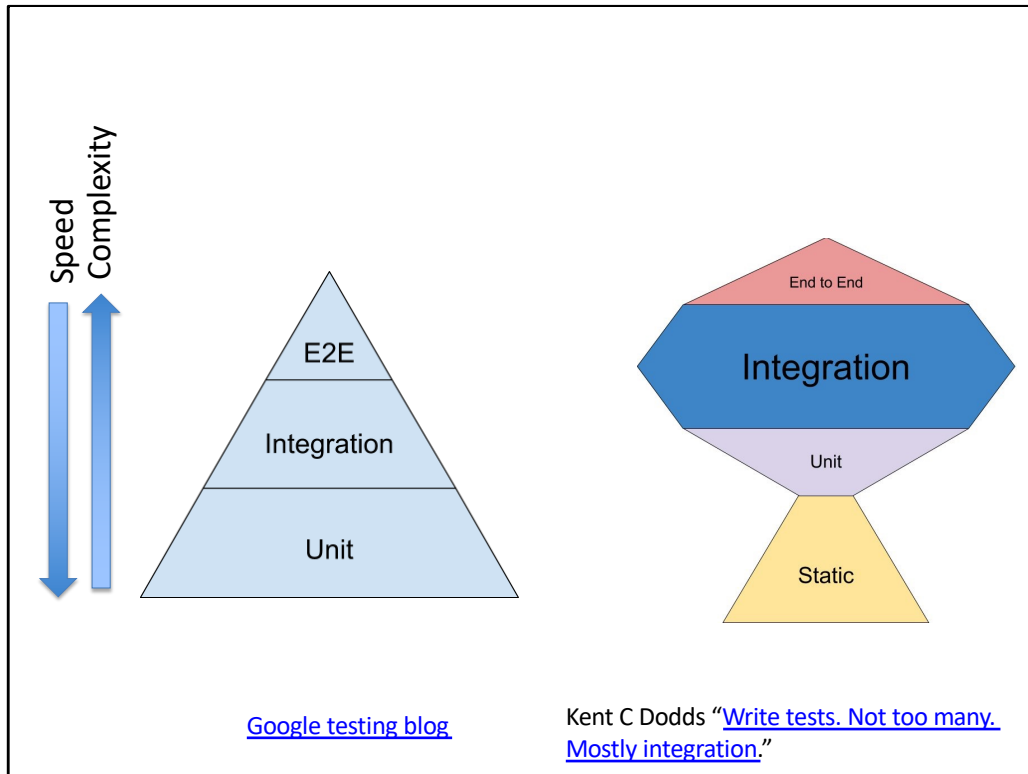 Speed
Complexity
E2E
Integration
Unit
End to End
Integration
Unit
Static
Google testing blog
Kent C Dodds “Write tests. Not too many.
Mostly integration.”